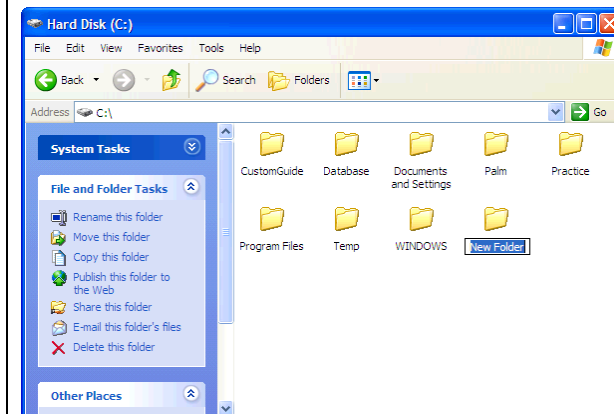 Hard Disk (C:)
File Edit View Favorites Tools Help
Back Search Folders
Address C:\ Go
System Tasks
File and Folder Tasks
Rename this folder
Move this folder
Copy this folder
Publish this folder to
the Web
Share this folder
E-mail this folder's files
Delete this folder
Other Places
CustomGuide Database Documents
and Settings Palm Practice
Program Files Temp WINDOWS New Folder